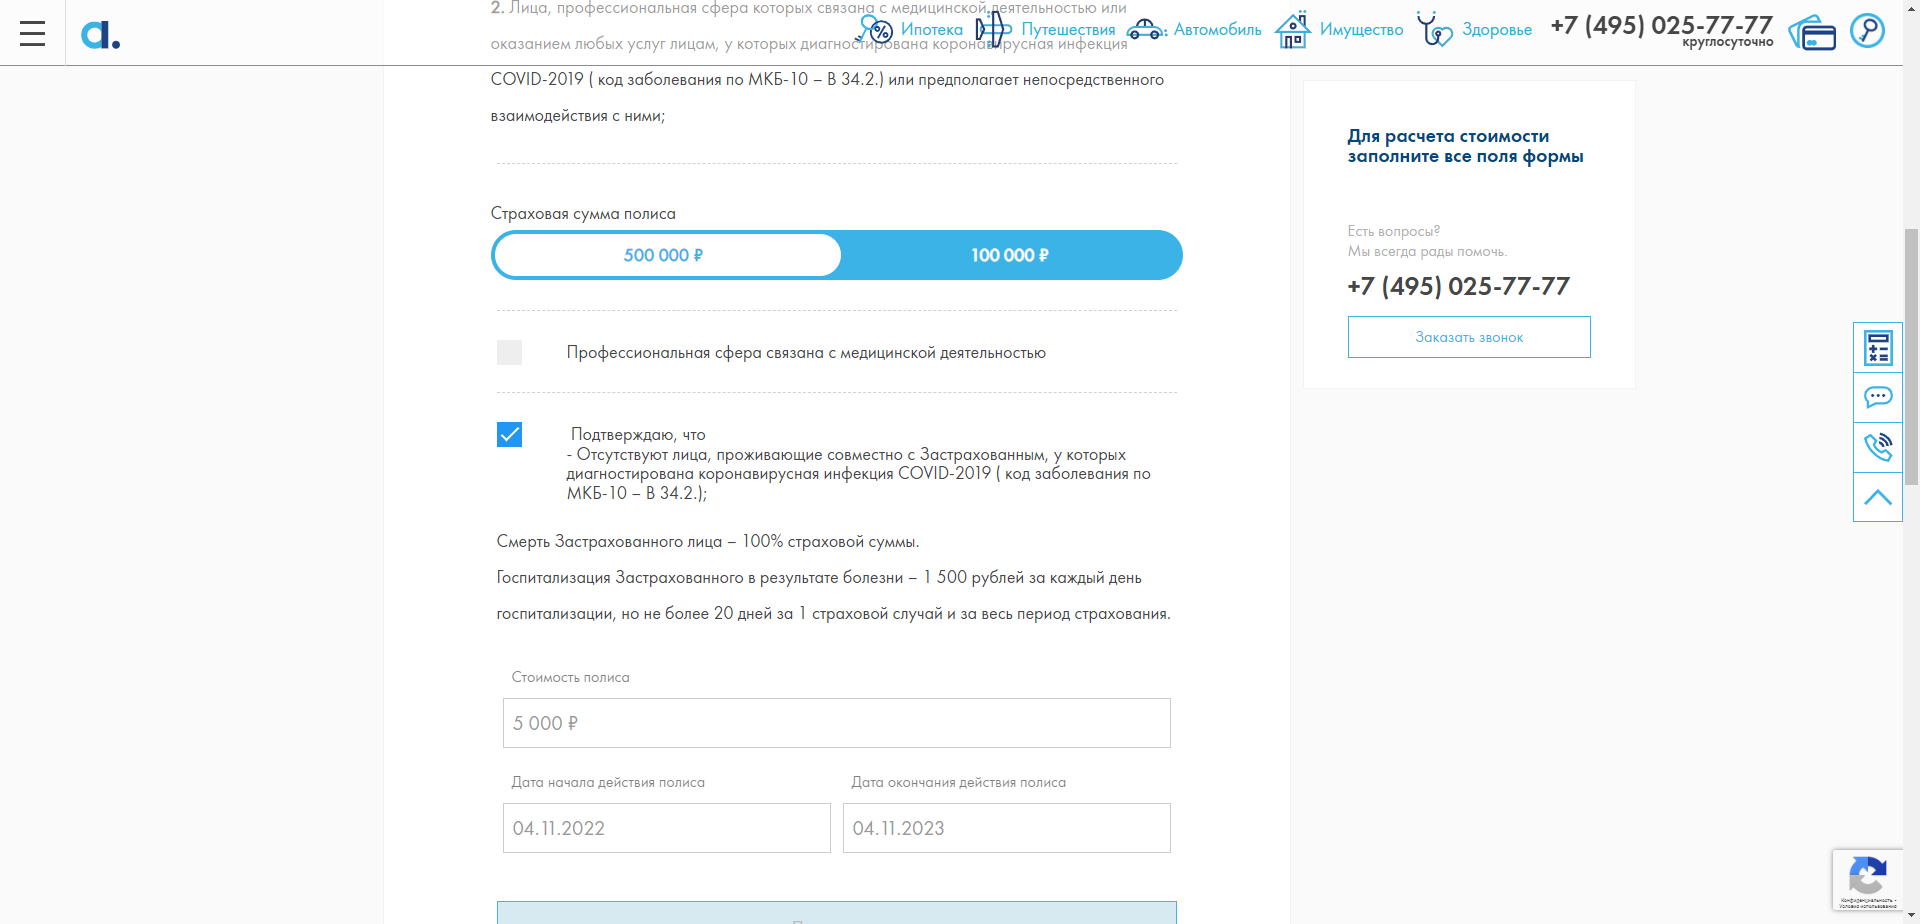 a.
Ипотека
Путешествия
Автомобиль
Имущество
Здоровье
+7 (495) 025-77-77
круглосуточно
2. Лица, профессиональная сфера которых связана с медицинской деятельностью или
оказанием любых услуг лицам, у которых диагностирована коронавирусная инфекция
COVID-2019 ( код заболевания по МКБ-10 – В 34.2.) или предполагает непосредственного
взаимодействия с ними;
Страховая сумма полиса
500 000 ₽
100 000 ₽
Профессиональная сфера связана с медицинской деятельностью
Подтверждаю, что
- Отсутствуют лица, проживающие совместно с Застрахованным, у которых
диагностирована коронавирусная инфекция COVID-2019 ( код заболевания по
МКБ-10 – В 34.2.);
Смерть Застрахованного лица – 100% страховой суммы.
Госпитализация Застрахованного в результате болезни – 1 500 рублей за каждый день
госпитализации, но не более 20 дней за 1 страховой случай и за весь период страхования.
Стоимость полиса
5 000 ₽
Дата начала действия полиса
Дата окончания действия полиса
04.11.2022
04.11.2023
Для расчета стоимости
заполните все поля формы
Есть вопросы?
Мы всегда рады помочь.
+7 (495) 025-77-77
Заказать звонок
Конфиденциальность -
Условия использования